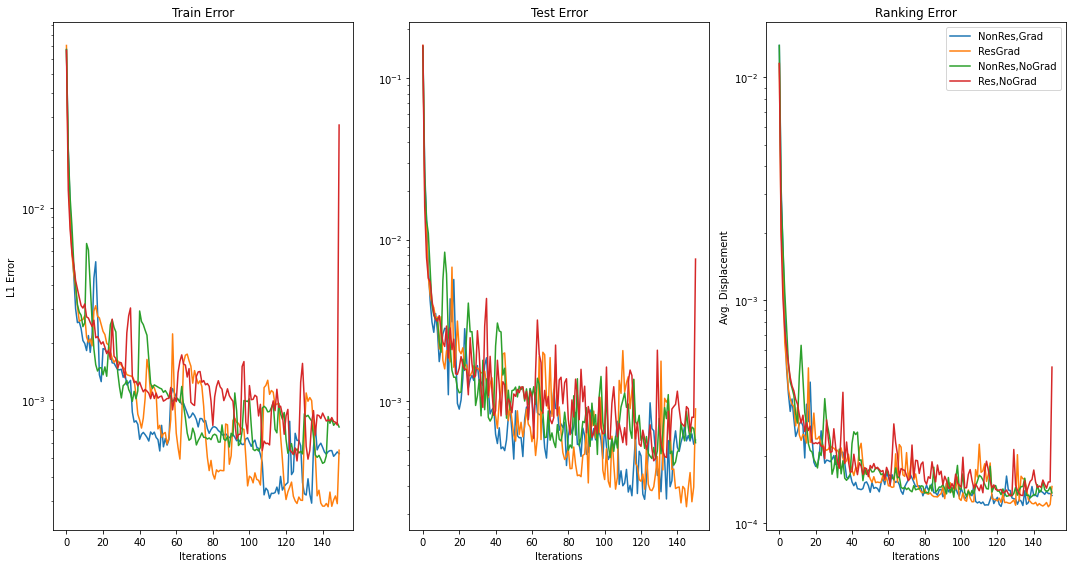 Train Error
L1 Error
10⁻²
10⁻³
0 20 40 60 80 100 120 140
Iterations
Test Error
10⁻¹
10⁻²
10⁻³
0 20 40 60 80 100 120 140
Iterations
Ranking Error
Avg. Displacement
10⁻²
10⁻³
10⁻⁴
0 20 40 60 80 100 120 140
Iterations
NonRes,Grad
ResGrad
NonRes,NoGrad
Res,NoGrad